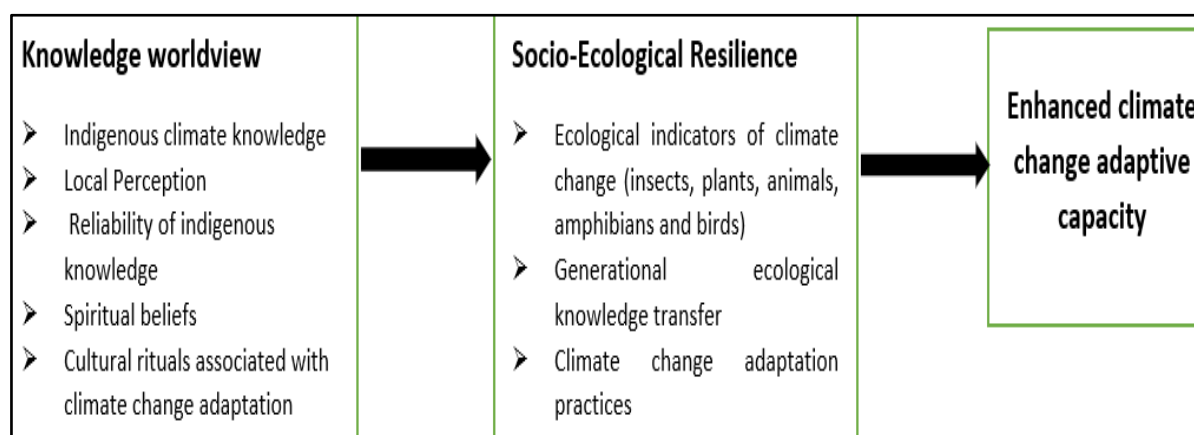 Knowledge worldview
➢ Indigenous climate knowledge
➢ Local Perception
➢ Reliability of indigenous
knowledge
➢ Spiritual beliefs
➢ Cultural rituals associated with
climate change adaptation
Socio-Ecological Resilience
➢ Ecological indicators of climate
change (insects, plants, animals,
amphibians and birds)
➢ Generational ecological
knowledge transfer
➢ Climate change adaptation
practices
Enhanced climate
change adaptive
capacity